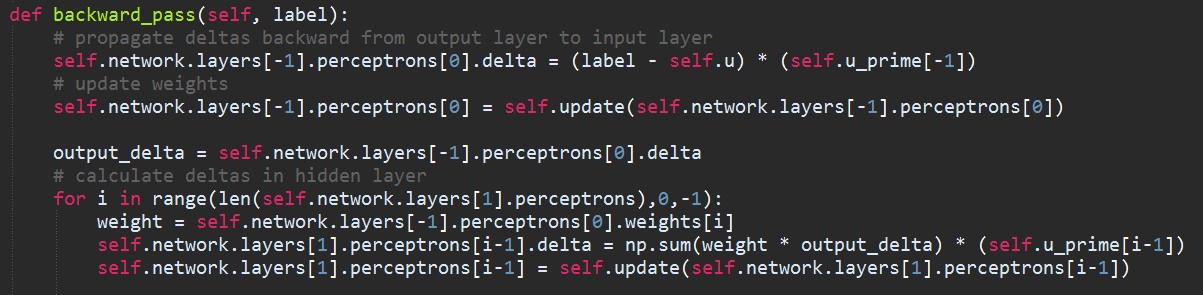 def backward_pass(self, label):
    # propagate deltas backward from output layer to input layer
    self.network.layers[-1].perceptrons[0].delta = (label - self.u) * (self.u_prime[-1])
    # update weights
    self.network.layers[-1].perceptrons[0] = self.update(self.network.layers[-1].perceptrons[0])
    output_delta = self.network.layers[-1].perceptrons[0].delta
    # calculate deltas in hidden layer
    for i in range(len(self.network.layers[1].perceptrons),0,-1):
        weight = self.network.layers[-1].perceptrons[0].weights[i]
        self.network.layers[1].perceptrons[i-1].delta = np.sum(weight * output_delta) * (self.u_prime[i-1])
        self.network.layers[1].perceptrons[i-1] = self.update(self.network.layers[1].perceptrons[i-1])